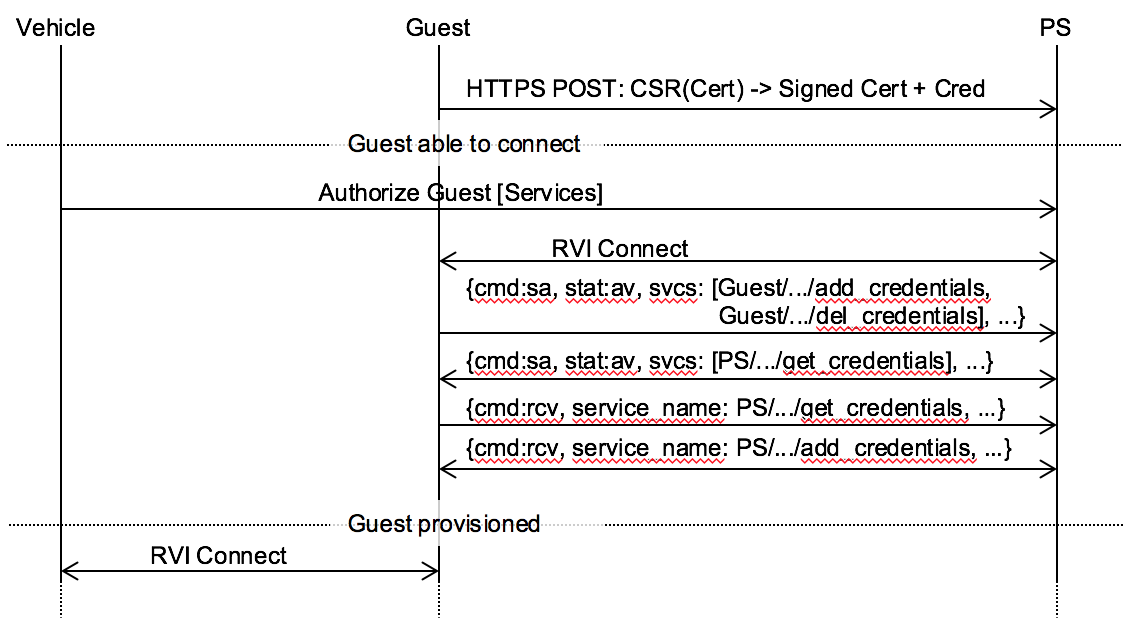 Vehicle Guest PS
HTTPS POST: CSR(Cert) -> Signed Cert + Cred
Guest able to connect
Authorize Guest [Services]
RVI Connect
{cmd:sa, stat:av, svcs: [Guest/.../add_credentials,
Guest/.../del_credentials], ...}
{cmd:sa, stat:av, svcs: [PS/.../get_credentials], ...}
{cmd:rcv, service_name: PS/.../get_credentials, ...}
{cmd:rcv, service_name: PS/.../add_credentials, ...}
Guest provisioned
RVI Connect